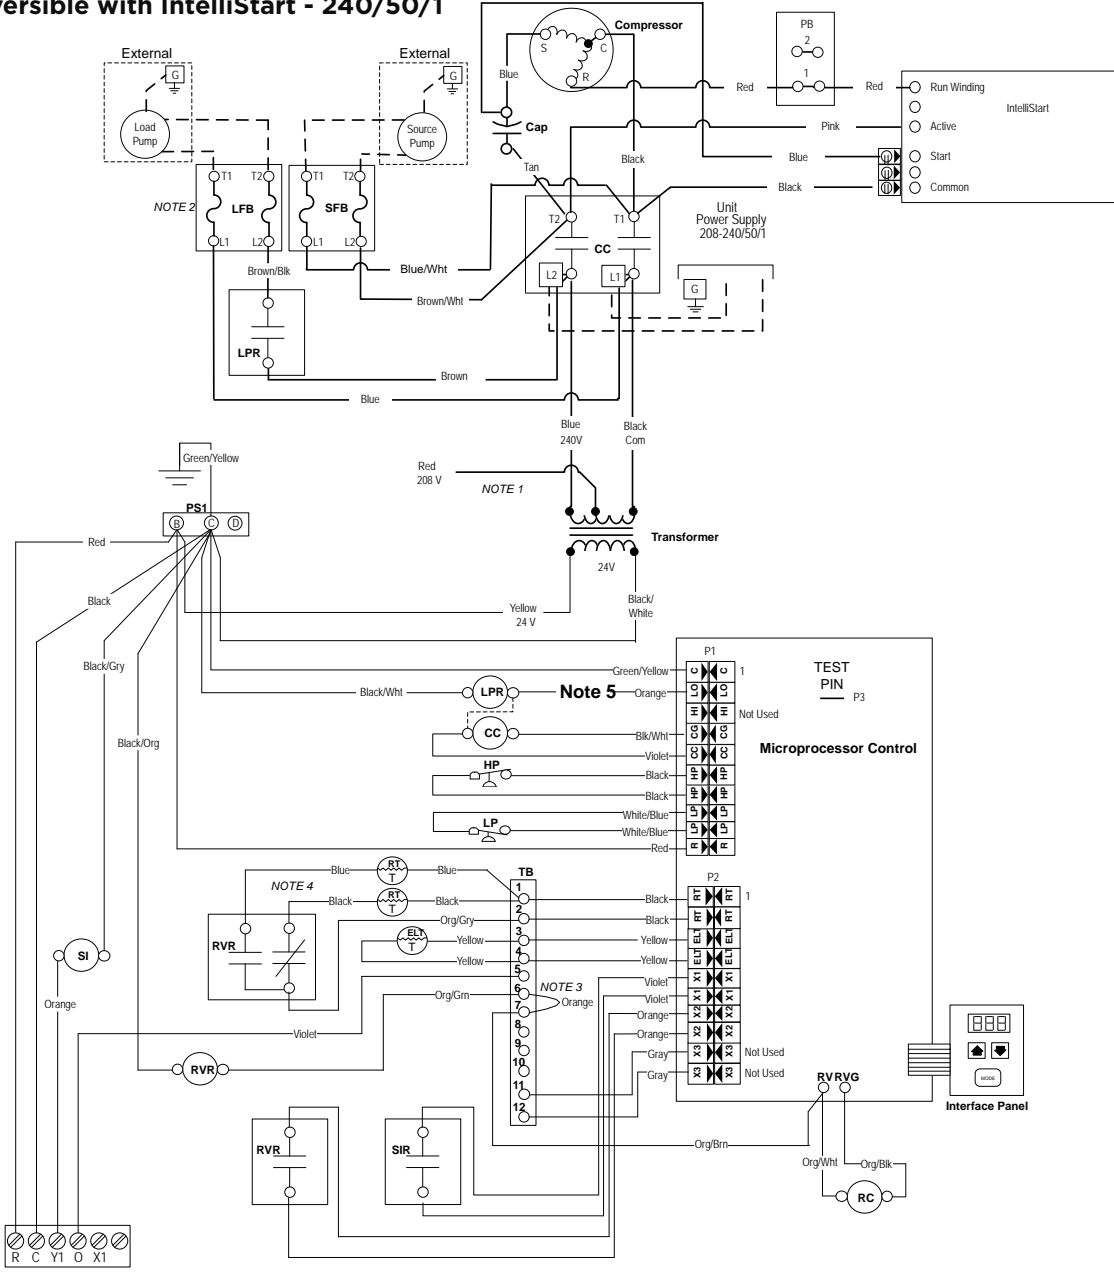 ersible with IntelliStart - 240/50/1
External
External
Compressor
PB
2
1
G
G
S
C
R
Blue
Red
Red
Run Winding
IntelliStart
Load
Pump
Source
Pump
Cap
Pink
Active
Tan
Black
Blue
Start
Black
Common
T1
T2
T1
T2
NOTE 2
LFB
SFB
L1
L2
L1
L2
T2
T1
CC
L2
L1
Unit
Power Supply
208-240/50/1
G
Brown/Blk
Blue/Wht
Brown/Wht
LPR
Brown
Blue
Blue
240V
Black
Com
Green/Yellow
Red
208 V
NOTE 1
PS1
B
C
D
Red
Transformer
24V
Black
Yellow
24 V
Black/
White
Black/Gry
Black/Org
Green/Yellow
Black/Wht
LPR
Note 5
Orange
CC
Blk/Wht
Violet
HP
Black
Black
White/Blue
LP
White/Blue
Red
P1
C C 1
LO LO
HI HI Not Used
CG CG
CC CC
HP HP
HP HP
LP LP
LP LP
R R
TEST
PIN
P3
Microprocessor Control
Blue
RT
T
Blue
TB
NOTE 4
Black
RT
T
Black
Org/Gry
RVR
ELT
T
Yellow
Yellow
1
2
3
4
5
6
7
8
9
10
11
12
NOTE 3
Orange
Org/Grn
Violet
P2
Black RT RT 1
Black RT RT
Yellow ELT ELT
Yellow ELT ELT
Violet X1 X1
Violet X1 X1
Orange X2 X2
Orange X2 X2
Gray X3 X3 Not Used
Gray X3 X3 Not Used
SI
Orange
RVR
RV RVG
MODE
Interface Panel
RVR
SIR
Org/Brn
Org/Wht
Org/Blk
RC
R C Y1 O X1